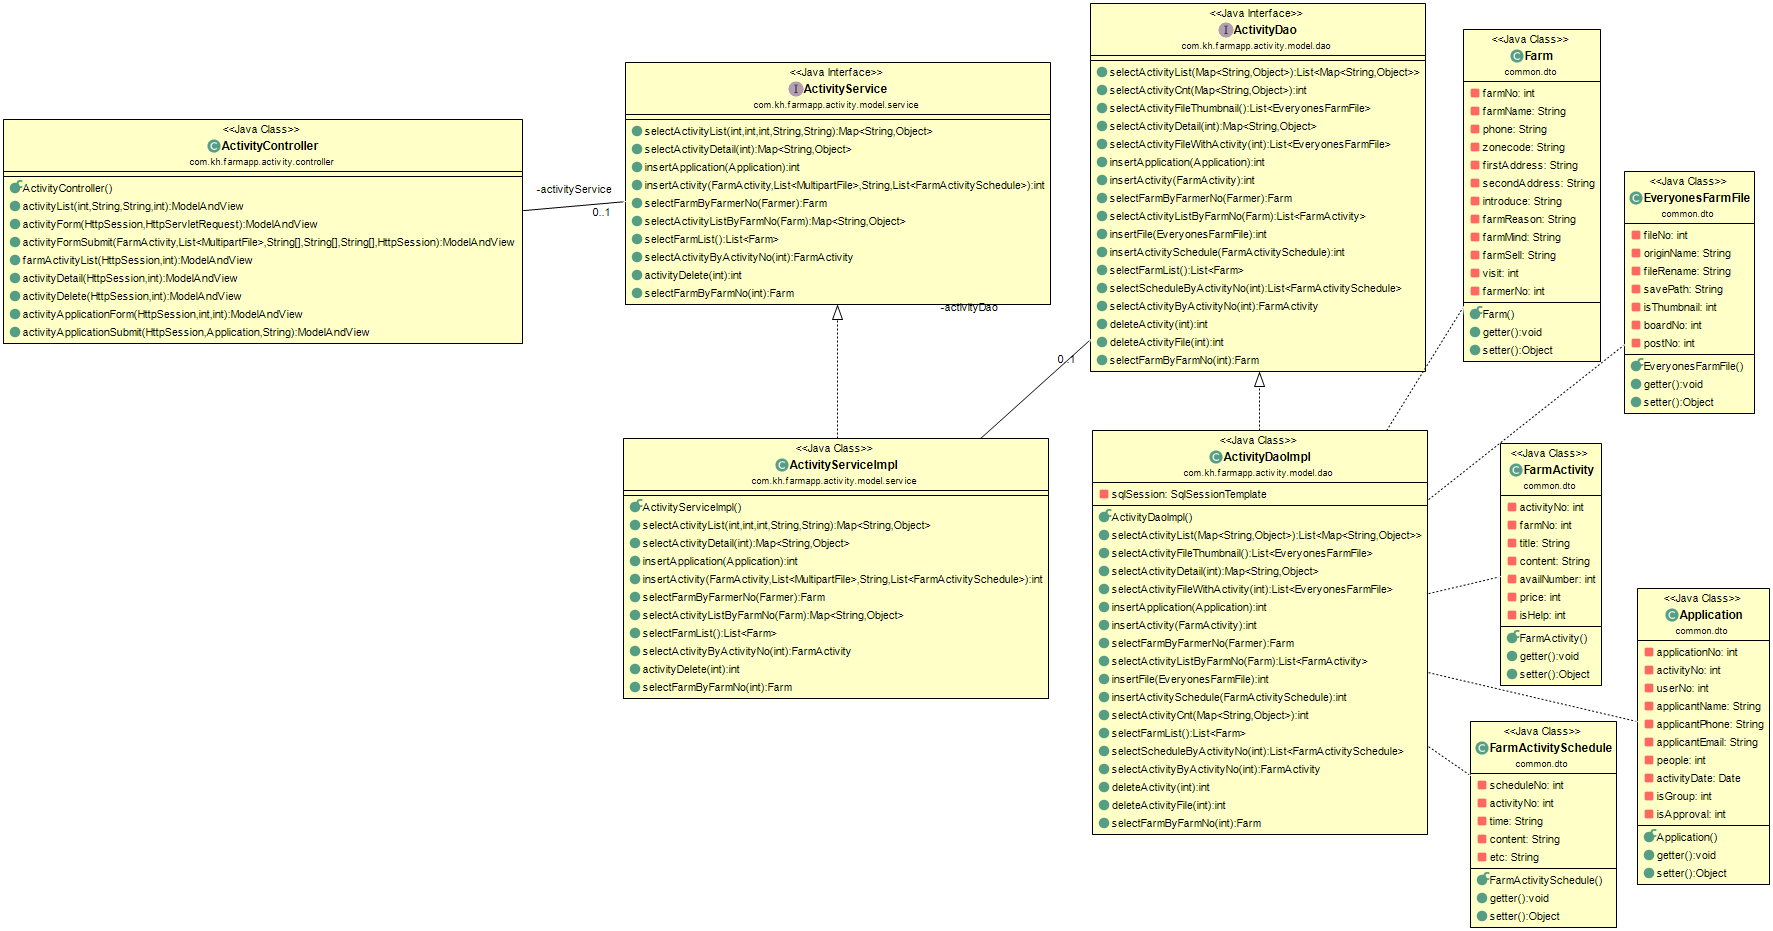 <<Java Class>>
ActivityController
com.kh.farmapp.activity.controller
ActivityController()
activityList(int,String,String,int):ModelAndView
activityForm(HttpSession,HttpServletRequest):ModelAndView
activityFormSubmit(FarmActivity,List<MultipartFile>,String[],String[],String[],HttpSession):ModelAndView
farmActivityList(HttpSession,int):ModelAndView
activityDetail(HttpSession,int):ModelAndView
activityDelete(HttpSession,int):ModelAndView
activityApplicationForm(HttpSession,int,int):ModelAndView
activityApplicationSubmit(HttpSession,Application,String):ModelAndView
-activityService
0..1
<<Java Interface>>
ActivityService
com.kh.farmapp.activity.model.service
selectActivityList(int,int,int,String,String):Map<String,Object>
selectActivityDetail(int):Map<String,Object>
insertApplication(Application):int
insertActivity(FarmActivity,List<MultipartFile>,String,List<FarmActivitySchedule>):int
selectFarmByFarmerNo(Farmer):Farm
selectActivityListByFarmNo(Farm):Map<String,Object>
selectFarmList():List<Farm>
selectActivityByActivityNo(int):FarmActivity
activityDelete(int):int
selectFarmByFarmNo(int):Farm
-activityDao
0..1
<<Java Class>>
ActivityServiceImpl
com.kh.farmapp.activity.model.service
ActivityServiceImpl()
selectActivityList(int,int,int,String,String):Map<String,Object>
selectActivityDetail(int):Map<String,Object>
insertApplication(Application):int
insertActivity(FarmActivity,List<MultipartFile>,String,List<FarmActivitySchedule>):int
selectFarmByFarmerNo(Farmer):Farm
selectActivityListByFarmNo(Farm):Map<String,Object>
selectFarmList():List<Farm>
selectActivityByActivityNo(int):FarmActivity
activityDelete(int):int
selectFarmByFarmNo(int):Farm
<<Java Interface>>
ActivityDao
com.kh.farmapp.activity.model.dao
selectActivityList(Map<String,Object>):List<Map<String,Object>>
selectActivityCnt(Map<String,Object>):int
selectActivityFileThumbnail():List<EveryonesFarmFile>
selectActivityDetail(int):Map<String,Object>
selectActivityFileWithActivity(int):List<EveryonesFarmFile>
insertApplication(Application):int
insertActivity(FarmActivity):int
selectFarmByFarmerNo(Farmer):Farm
selectActivityListByFarmNo(Farm):List<FarmActivity>
insertFile(EveryonesFarmFile):int
insertActivitySchedule(FarmActivitySchedule):int
selectFarmList():List<Farm>
selectScheduleByActivityNo(int):List<FarmActivitySchedule>
selectActivityByActivityNo(int):FarmActivity
deleteActivity(int):int
deleteActivityFile(int):int
selectFarmByFarmNo(int):Farm
<<Java Class>>
ActivityDaoImpl
com.kh.farmapp.activity.model.dao
sqlSession: SqlSessionTemplate
ActivityDaoImpl()
selectActivityList(Map<String,Object>):List<Map<String,Object>>
selectActivityFileThumbnail():List<EveryonesFarmFile>
selectActivityDetail(int):Map<String,Object>
selectActivityFileWithActivity(int):List<EveryonesFarmFile>
insertApplication(Application):int
insertActivity(FarmActivity):int
selectFarmByFarmerNo(Farmer):Farm
selectActivityListByFarmNo(Farm):List<FarmActivity>
insertFile(EveryonesFarmFile):int
insertActivitySchedule(FarmActivitySchedule):int
selectActivityCnt(Map<String,Object>):int
selectFarmList():List<Farm>
selectScheduleByActivityNo(int):List<FarmActivitySchedule>
selectActivityByActivityNo(int):FarmActivity
deleteActivity(int):int
deleteActivityFile(int):int
selectFarmByFarmNo(int):Farm
<<Java Class>>
Farm
common.dto
farmNo: int
farmName: String
phone: String
zonecode: String
firstAddress: String
secondAddress: String
introduce: String
farmReason: String
farmMind: String
farmSell: String
visit: int
farmerNo: int
Farm()
getter():void
setter():Object
<<Java Class>>
EveryonesFarmFile
common.dto
fileNo: int
originName: String
fileRename: String
savePath: String
isThumbnail: int
boardNo: int
postNo: int
EveryonesFarmFile()
getter():void
setter():Object
<<Java Class>>
FarmActivity
common.dto
activityNo: int
farmNo: int
title: String
content: String
availNumber: int
price: int
isHelp: int
FarmActivity()
getter():void
setter():Object
<<Java Class>>
Application
common.dto
applicationNo: int
activityNo: int
userNo: int
applicantName: String
applicantPhone: String
applicantEmail: String
people: int
activityDate: Date
isGroup: int
isApproval: int
Application()
getter():void
setter():Object
<<Java Class>>
FarmActivitySchedule
common.dto
scheduleNo: int
activityNo: int
time: String
content: String
etc: String
FarmActivitySchedule()
getter():void
setter():Object